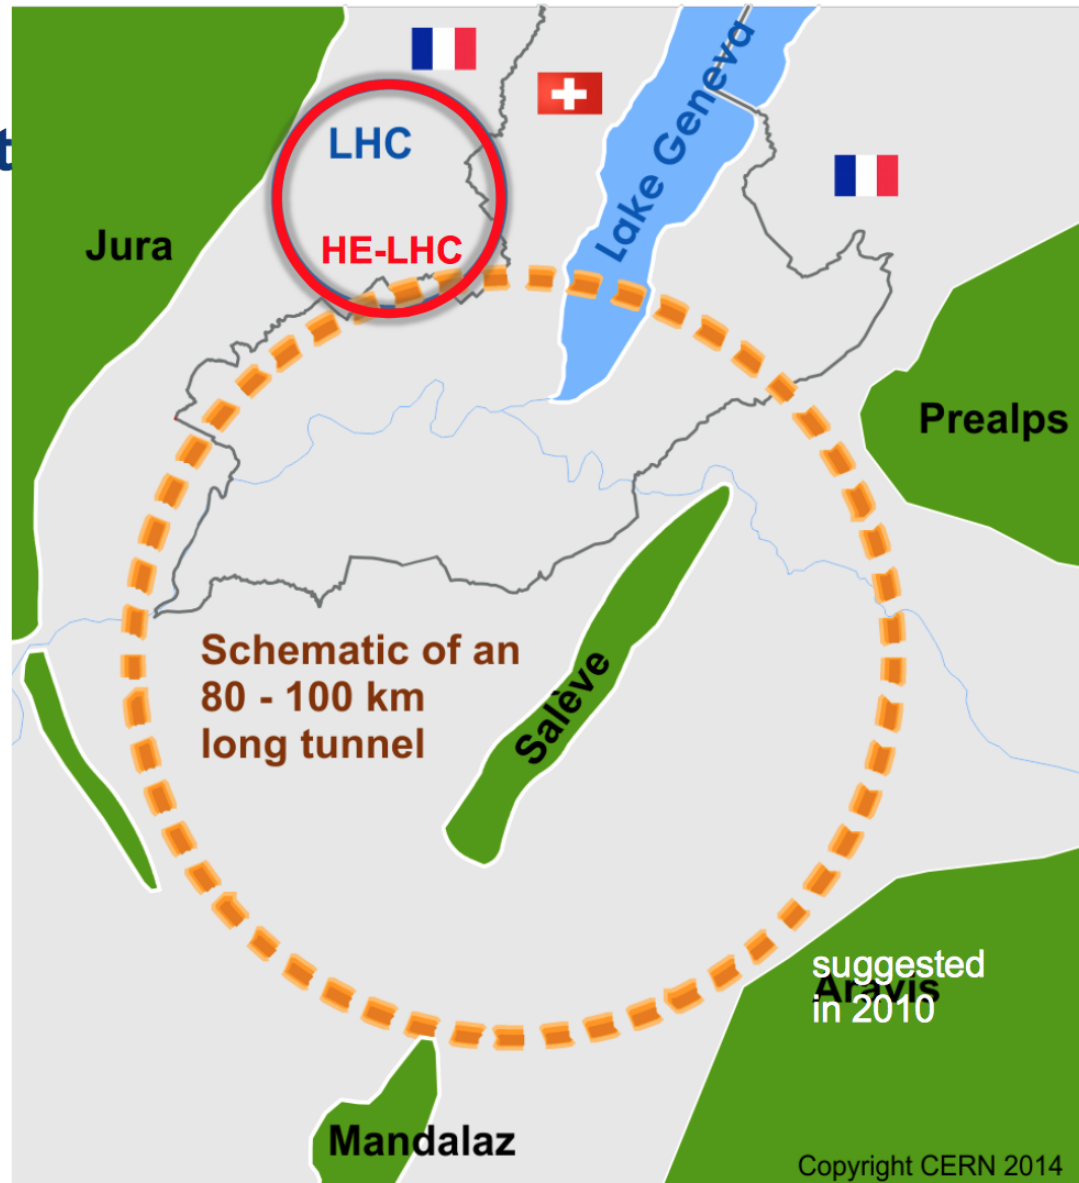 t
LHC
Lake Geneva
Jura
HE-LHC
Prealps
Schematic of an
80 - 100 km
long tunnel
Salève
suggested
Aravis
in 2010
Mandalaz
Copyright CERN 2014